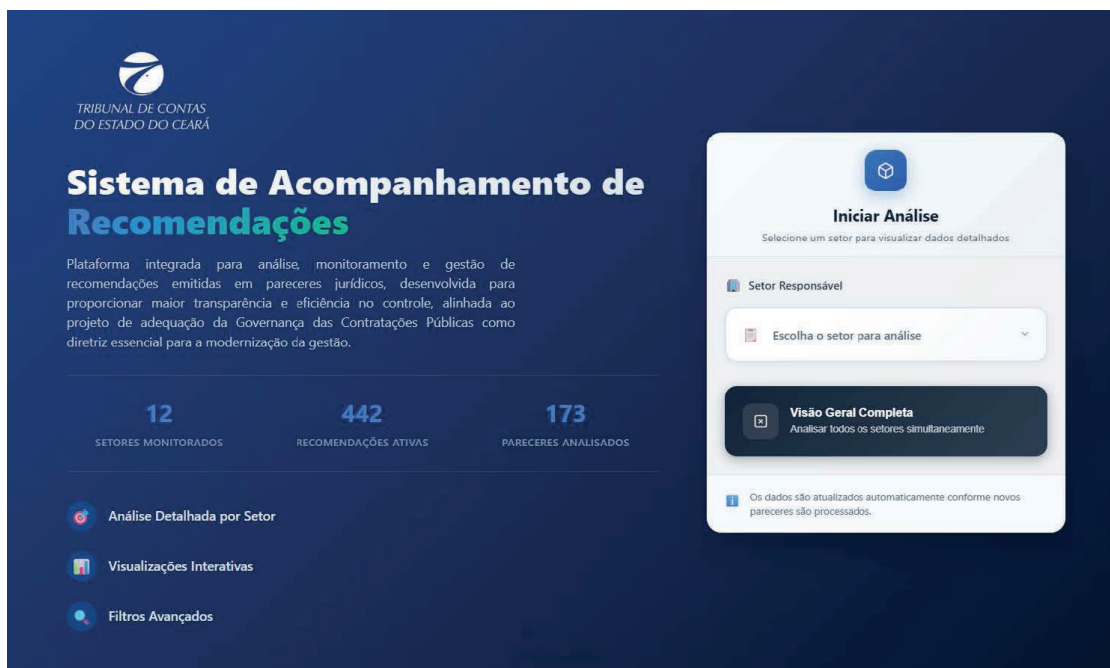 TRIBUNAL DE CONTAS
DO ESTADO DO CEARÁ
Sistema de Acompanhamento de
Recomendações
Plataforma integrada para análise, monitoramento e gestão de
recomendações emitidas em pareceres jurídicos, desenvolvida para
proporcionar maior transparência e eficiência no controle, alinhada ao
projeto de adequação da Governança das Contratações Públicas como
diretriz essencial para a modernização da gestão.
12
SETORES MONITORADOS
442
RECOMENDAÇÕES ATIVAS
173
PARECERES ANALISADOS
Análise Detalhada por Setor
Visualizações Interativas
Filtros Avançados
Iniciar Análise
Selecione um setor para visualizar dados detalhados
Setor Responsável
Escolha o setor para análise
Visão Geral Completa
Analisar todos os setores simultaneamente
Os dados são atualizados automaticamente conforme novos
pareceres são processados.